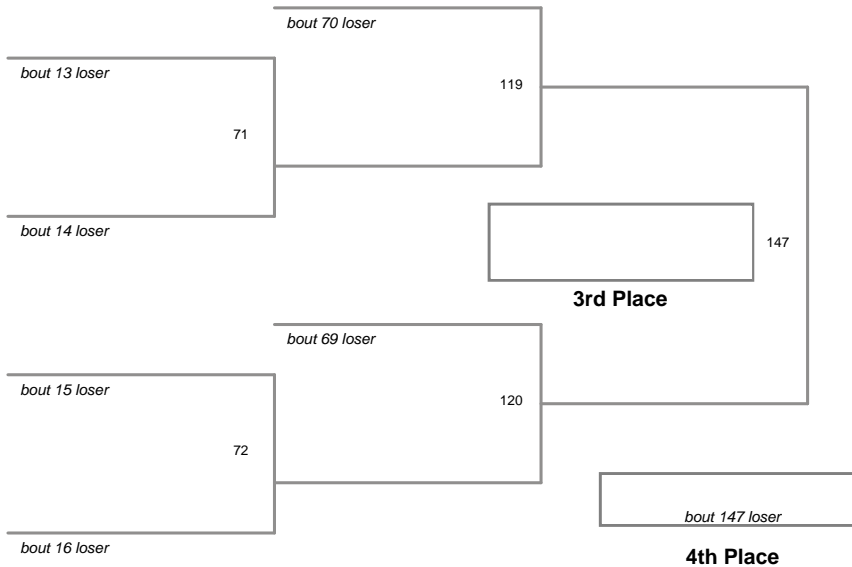 bout 70 loser
bout 13 loser
119
71
bout 14 loser
147
3rd Place
bout 69 loser
bout 15 loser
120
72
bout 147 loser
bout 16 loser
4th Place